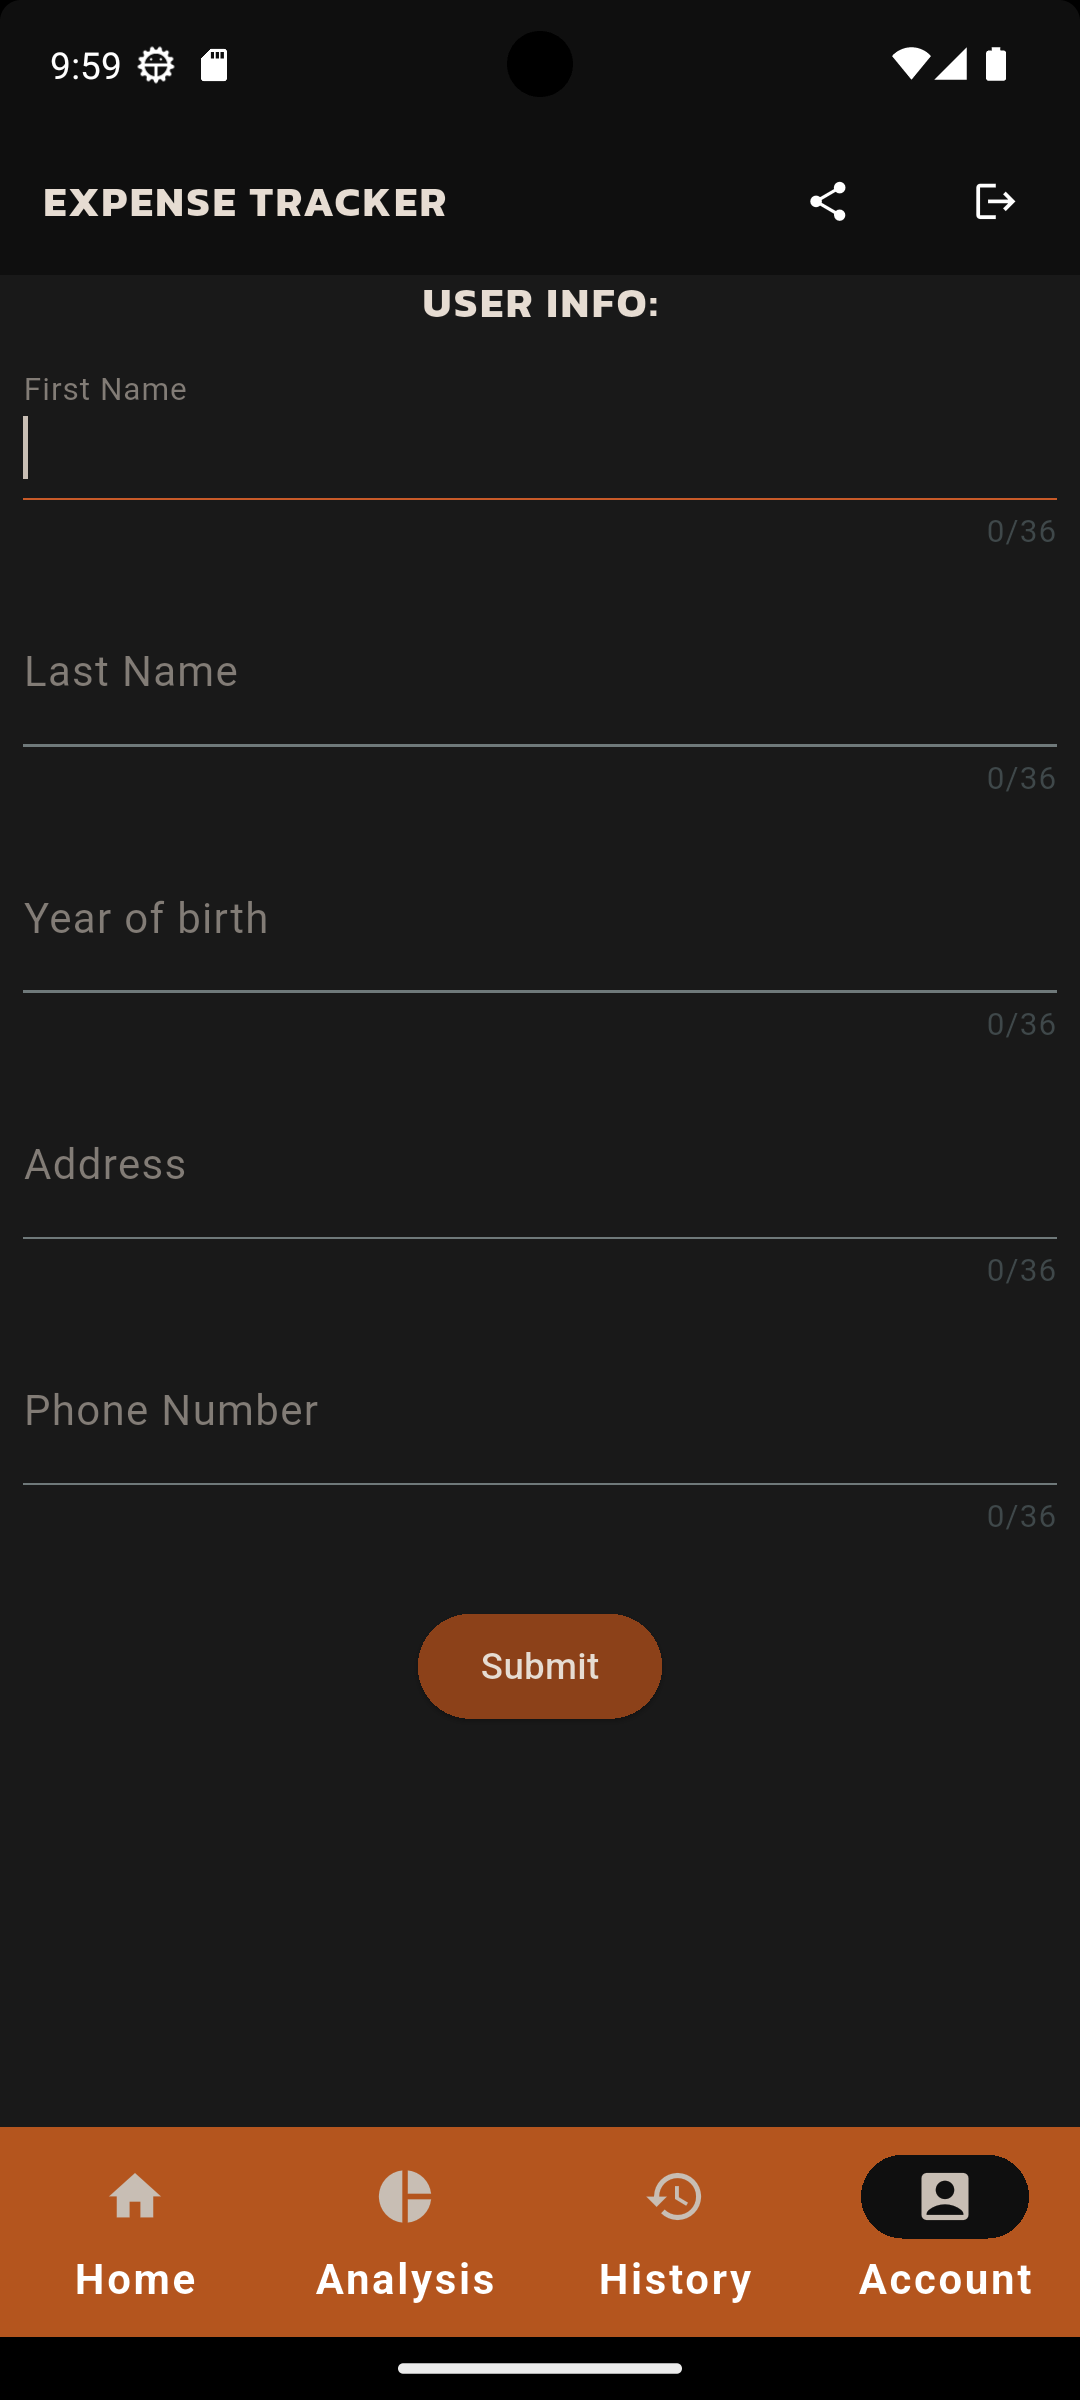 9:59
EXPENSE TRACKER
USER INFO:
First Name
0/36
Last Name
0/36
Year of birth
0/36
Address
0/36
Phone Number
0/36
Submit
Home Analysis History Account